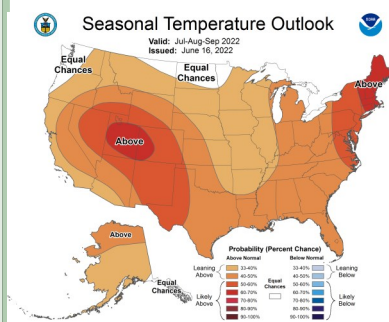 Seasonal Temperature Outlook
Valid: Jul-Aug-Sep 2022
Issued: June 16, 2022
Equal
Chances
Equal
Chances
Above
Above
Above
Equal
Chances
Probability (Percent Chance)
Above Normal Below Normal
Leaning
Above
33-40%
40-50%
Equal
Chances
33-40%
40-50%
Leaning
Below
Likely
Above
50-60%
60-70%
70-80%
80-90%
90-100%
50-60%
60-70%
70-80%
80-90%
90-100%
Likely
Below